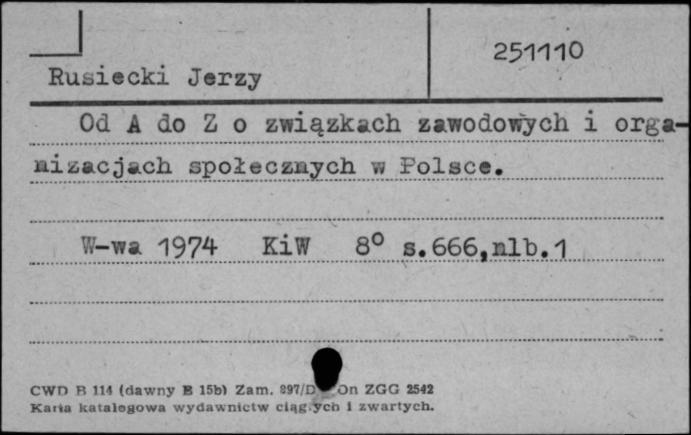 251110
Rusiecki Jerzy
Od A do Z o związkach zawodowych i orga-
nizacjach społecznych w Polsce.
W-wa 1974 KiW 8° s.666,nlb.1
CWD B 114 (dawny B 15b) Zam. 897/D On ZGG 2542
Karta katalogowa wydawnictw ciągłych i zwartych.